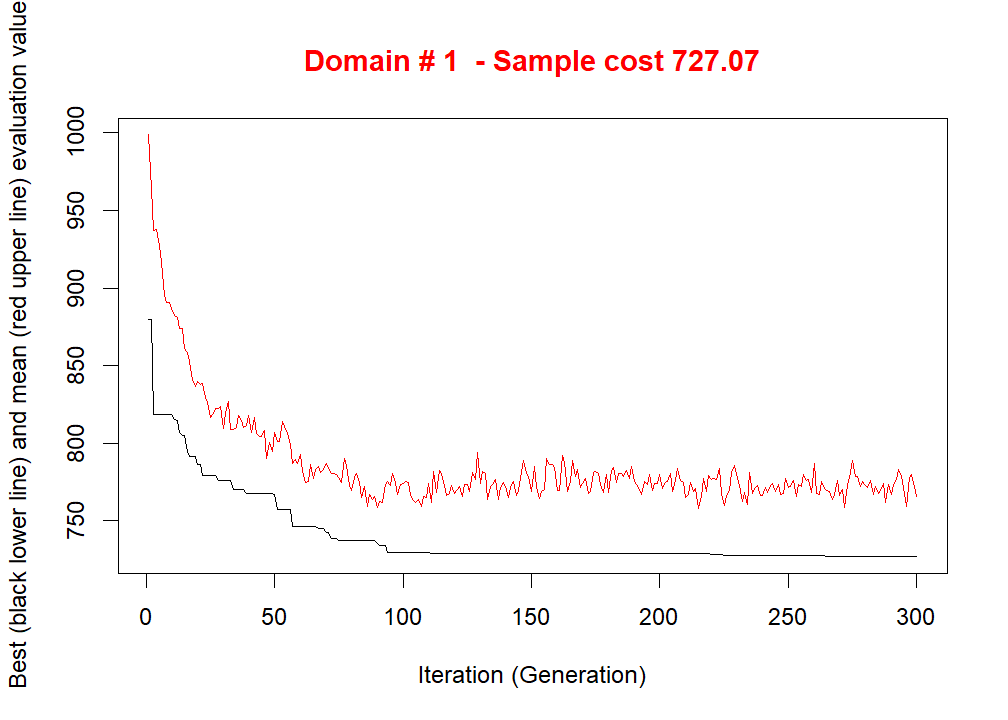 Domain # 1  - Sample cost 727.07
Best (black lower line) and mean (red upper line) evaluation value
1000
950
900
850
800
750
0 50 100 150 200 250 300
Iteration (Generation)